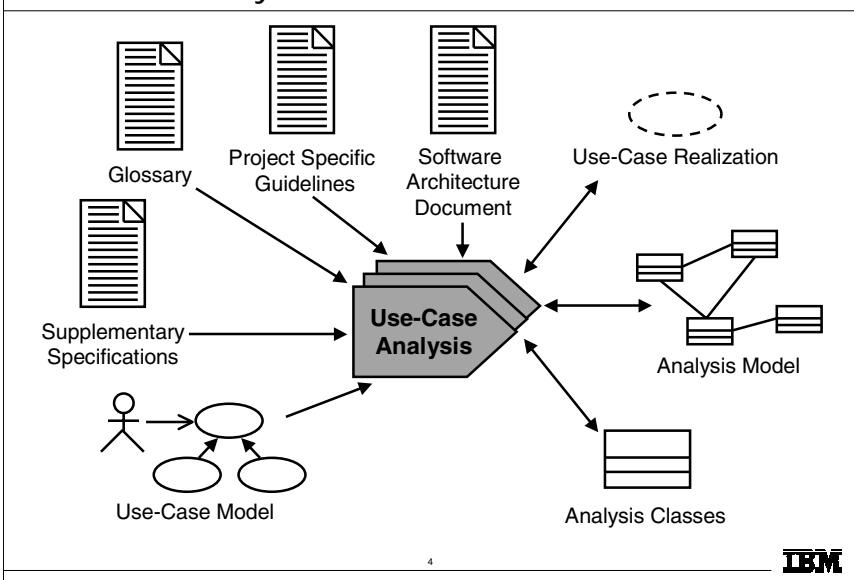 Glossary
Project Specific
Guidelines
Software
Architecture
Document
Use-Case Realization
Supplementary
Specifications
Use-Case
Analysis
Analysis Model
Use-Case Model
Analysis Classes
4
IBM